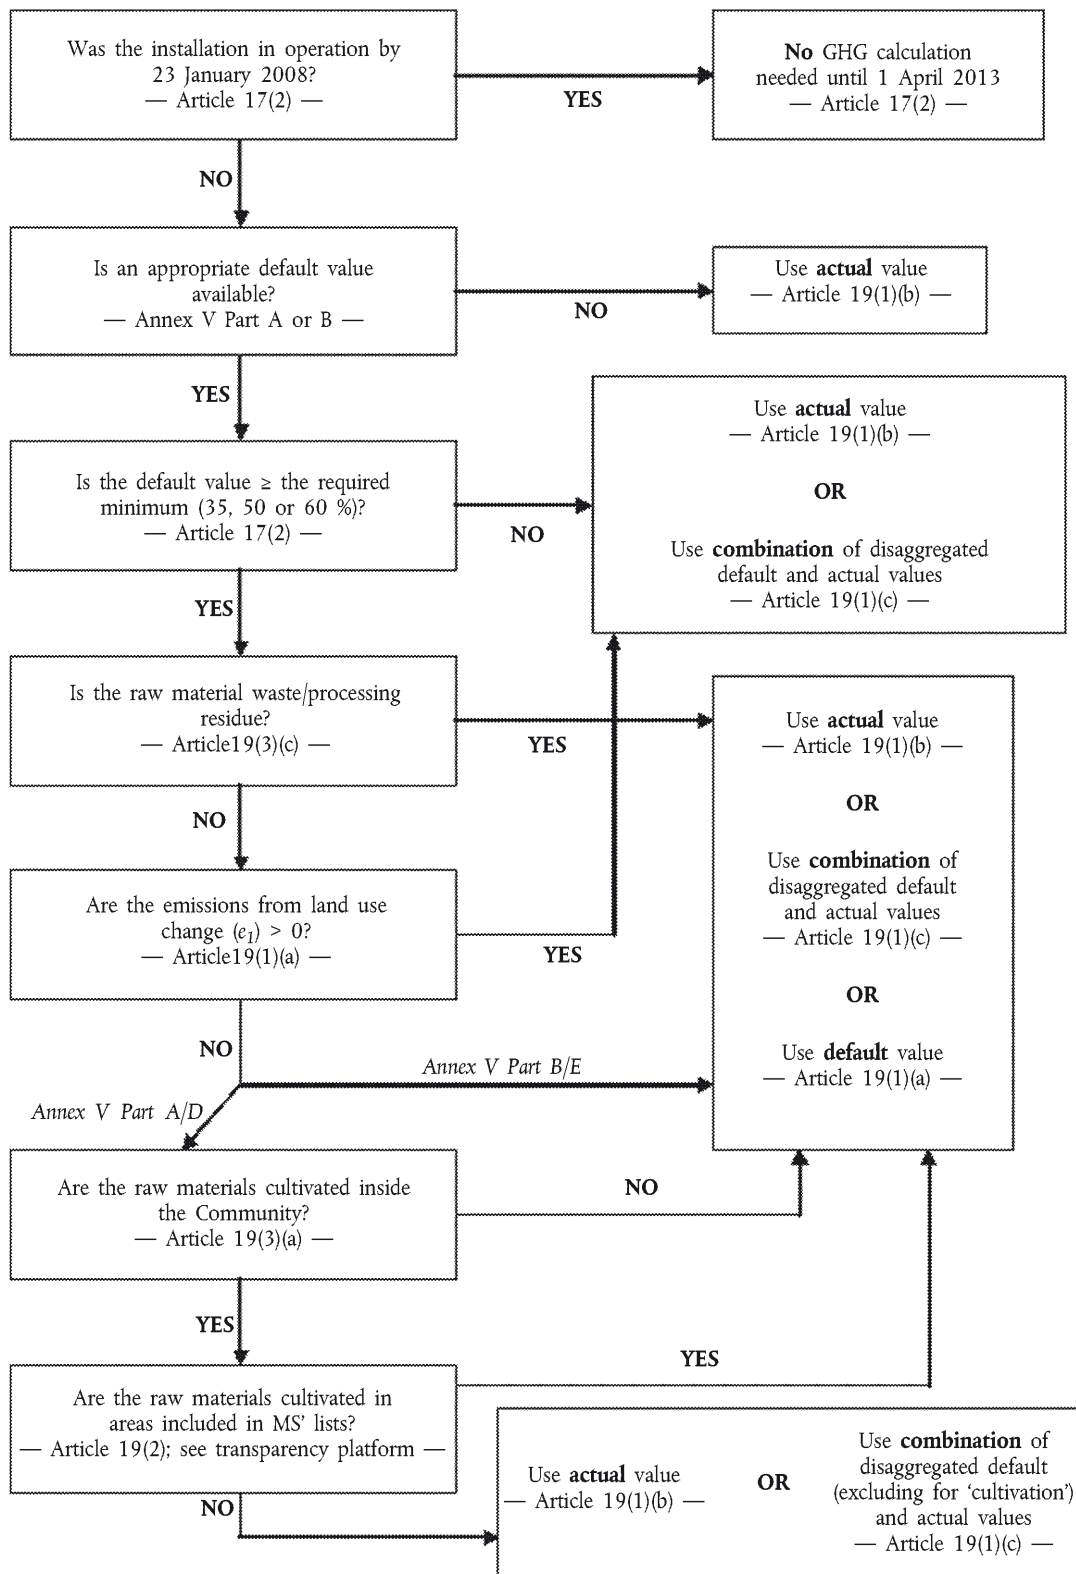 Was the installation in operation by
23 January 2008?
— Article 17(2) —
YES
No GHG calculation
needed until 1 April 2013
— Article 17(2) —
NO
Is an appropriate default value
available?
— Annex V Part A or B —
NO
Use actual value
— Article 19(1)(b) —
YES
Is the default value ≥ the required
minimum (35, 50 or 60 %)?
— Article 17(2) —
NO
Use actual value
— Article 19(1)(b) —
OR
Use combination of disaggregated
default and actual values
— Article 19(1)(c) —
YES
Is the raw material waste/processing
residue?
— Article19(3)(c) —
YES
Use actual value
— Article 19(1)(b) —
OR
Use combination of
disaggregated default
and actual values
— Article 19(1)(c) —
OR
Use default value
— Article 19(1)(a) —
NO
Are the emissions from land use
change (e1) > 0?
— Article19(1)(a) —
YES
NO
Annex V Part B/E
Annex V Part A/D
Are the raw materials cultivated inside
the Community?
— Article 19(3)(a) —
NO
YES
Are the raw materials cultivated in
areas included in MS’ lists?
— Article 19(2); see transparency platform —
YES
NO
Use actual value
— Article 19(1)(b) —
OR
Use combination of
disaggregated default
(excluding for ‘cultivation’)
and actual values
— Article 19(1)(c) —